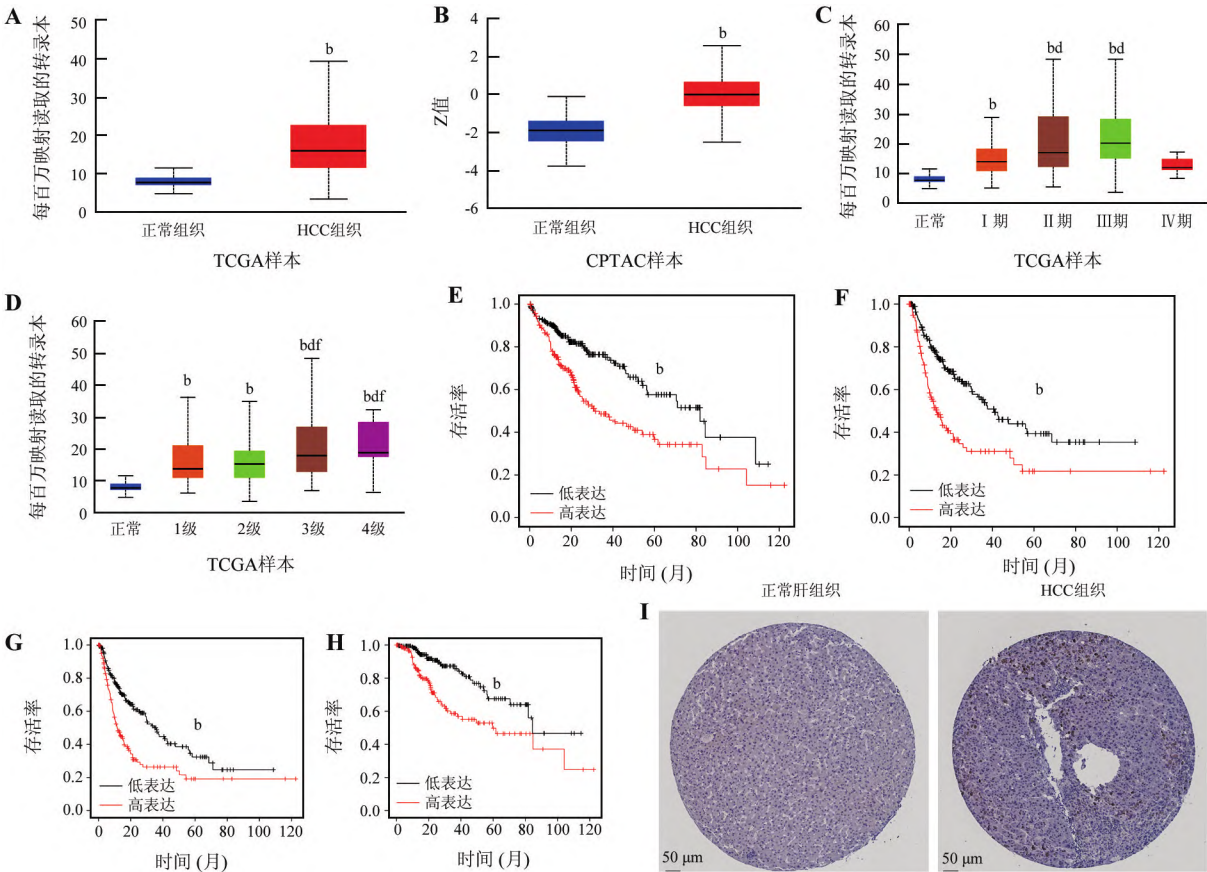 A
每百万映射读取的转录本
50
40
30
20
10
0
b
正常组织
HCC组织
TCGA样本
B
Z值
4
2
0
-2
-4
-6
b
正常组织
HCC组织
CPTAC样本
C
每百万映射读取的转录本
60
50
40
30
20
10
0
b
bd
bd
正常
I 期
II 期
III期
IV期
TCGA样本
D
每百万映射读取的转录本
60
50
40
30
20
10
0
b
b
bdf
bdf
正常
1级
2级
3级
4级
TCGA样本
E
存活率
1.0
0.8
0.6
0.4
0.2
0.0
b
低表达
高表达
0 20 40 60 80 100 120
时间 (月)
F
存活率
1.0
0.8
0.6
0.4
0.2
0.0
b
低表达
高表达
0 20 40 60 80 100 120
时间 (月)
G
存活率
1.0
0.8
0.6
0.4
0.2
0.0
b
低表达
高表达
0 20 40 60 80 100 120
时间 (月)
H
存活率
1.0
0.8
0.6
0.4
0.2
0.0
b
低表达
高表达
0 20 40 60 80 100 120
时间 (月)
I
正常肝组织
HCC组织
50 μm
50 μm